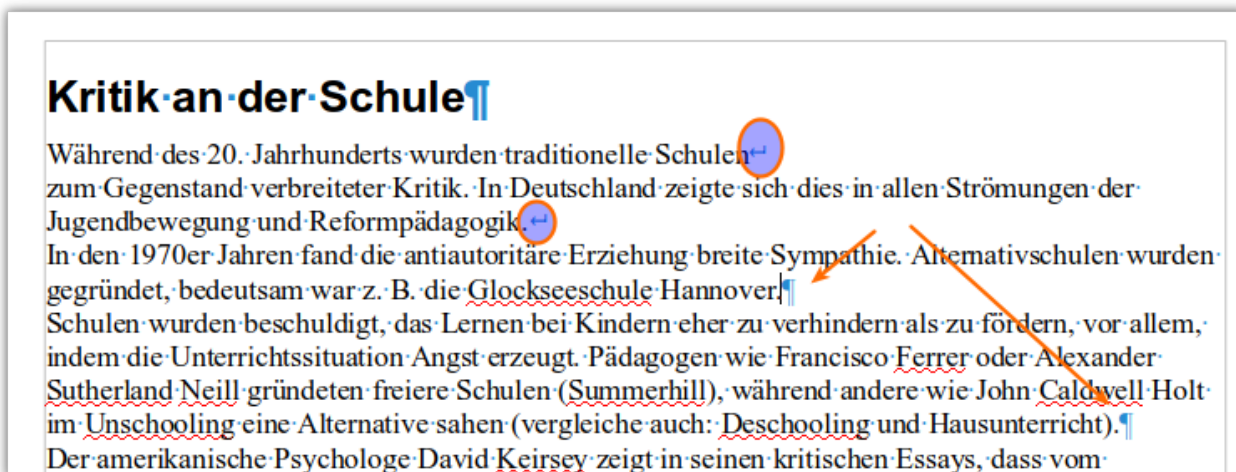 Kritik an der Schule¶
Während des 20. Jahrhunderts wurden traditionelle Schulen↵
zum Gegenstand verbreiteter Kritik. In Deutschland zeigte sich dies in allen Strömungen der
Jugendbewegung und Reformpädagogik.↵
In den 1970er Jahren fand die antiautoritäre Erziehung breite Sympathie. Alternativschulen wurden
gegründet, bedeutsam war z. B. die Glockseeschule Hannover.¶
Schulen wurden beschuldigt, das Lernen bei Kindern eher zu verhindern als zu fördern, vor allem,
indem die Unterrichtssituation Angst erzeugt. Pädagogen wie Francisco Ferrer oder Alexander
Sutherland Neill gründeten freiere Schulen (Summerhill), während andere wie John Caldwell Holt
im Unschooling eine Alternative sahen (vergleiche auch: Deschooling und Hausunterricht).¶
Der amerikanische Psychologe David Keirsey zeigt in seinen kritischen Essays, dass vom